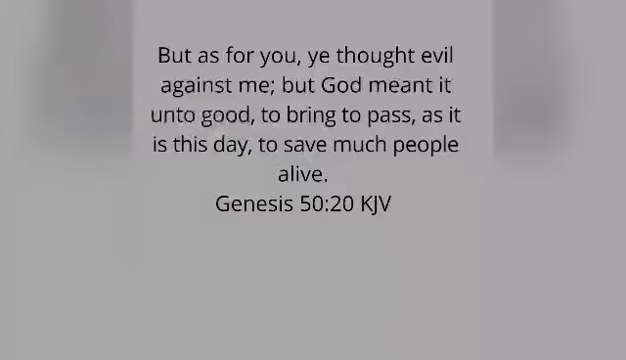 But as for you, ye thought evil
against me; but God meant it
unto good, to bring to pass, as it
is this day, to save much people
alive.
Genesis 50:20 KJV